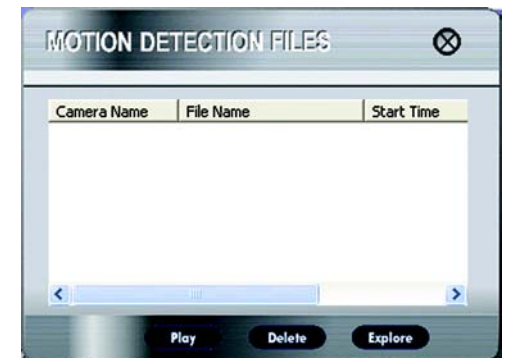 MOTION DETECTION FILES
Camera Name File Name Start Time
Play Delete Explore